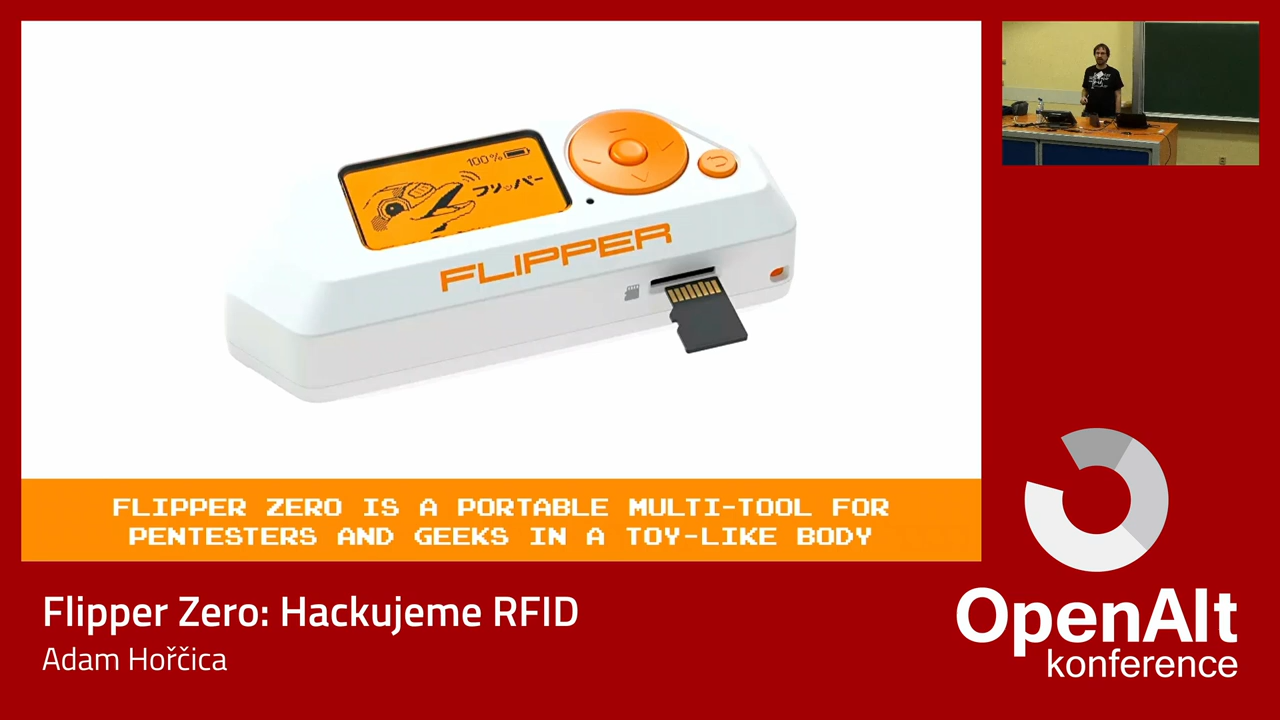 100%
フリッパー
FLIPPER
FLIPPER ZERO IS A PORTABLE MULTI-TOOL FOR
PENTESTERS AND GEEKS IN A TOY-LIKE BODY
Flipper Zero: Hackujeme RFID
Adam Hořčica
OpenAlt
konference